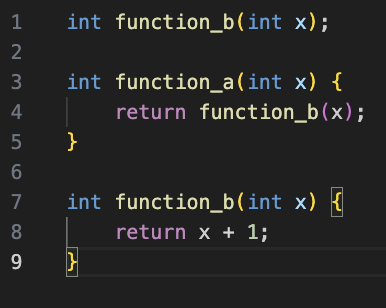 1 int function_b(int x);
2
3 int function_a(int x) {
4     return function_b(x);
5 }
6
7 int function_b(int x) {
8     return x + 1;
9 }